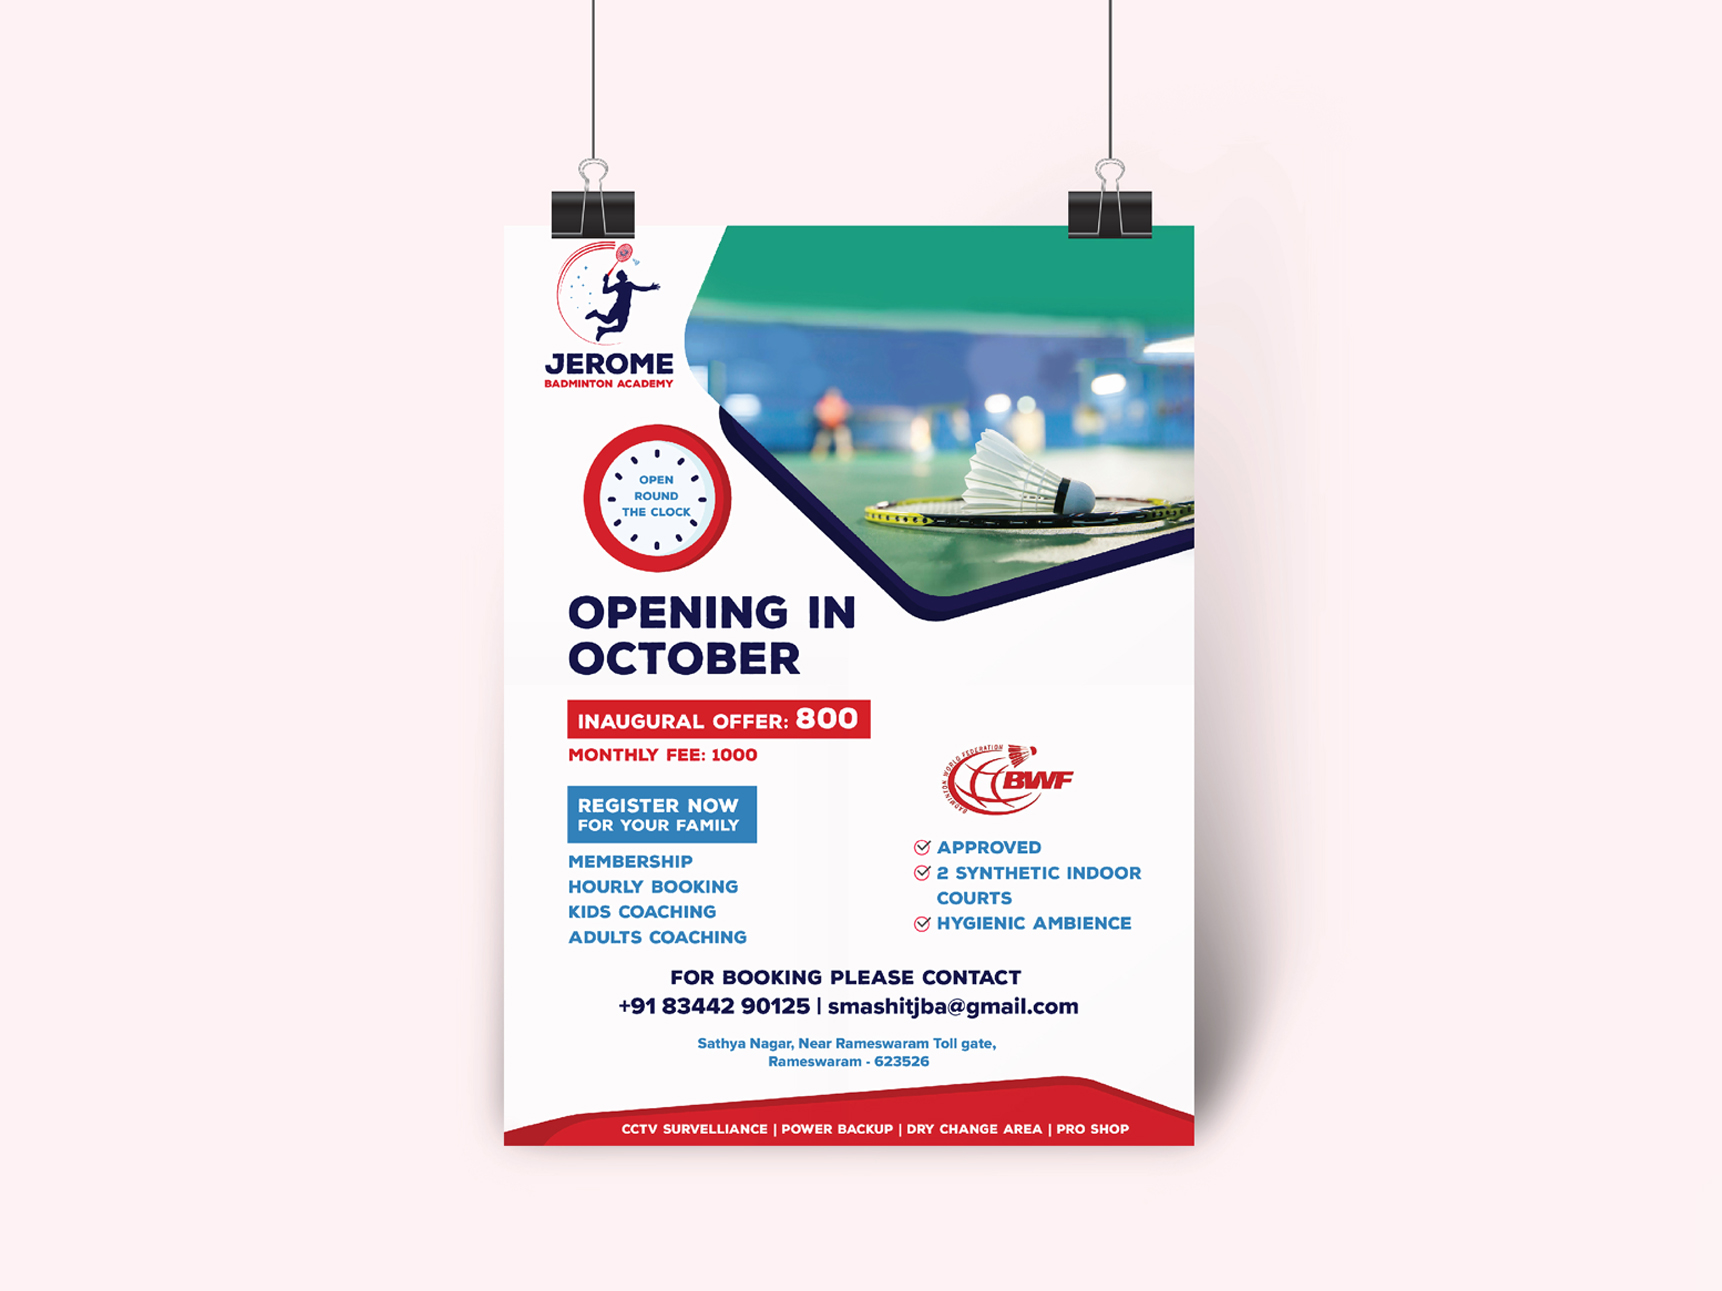 JEROME
BADMINTON ACADEMY
OPEN
ROUND
THE CLOCK
OPENING IN
OCTOBER
INAUGURAL OFFER: 800
MONTHLY FEE: 1000
REGISTER NOW
FOR YOUR FAMILY
MEMBERSHIP
HOURLY BOOKING
KIDS COACHING
ADULTS COACHING
BADMINTON WORLD FEDERATION
BWF
APPROVED
2 SYNTHETIC INDOOR
COURTS
HYGIENIC AMBIENCE
FOR BOOKING PLEASE CONTACT
+91 83442 90125 | smashitjba@gmail.com
Sathya Nagar, Near Rameswaram Toll gate,
Rameswaram - 623526
CCTV SURVELLIANCE | POWER BACKUP | DRY CHANGE AREA | PRO SHOP